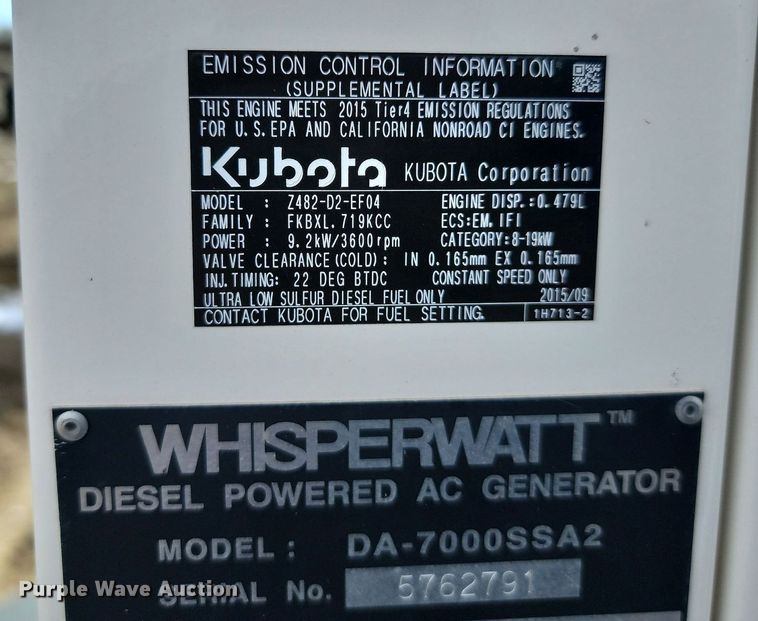 EMISSION CONTROL INFORMATION
(SUPPLEMENTAL LABEL)
THIS ENGINE MEETS 2015 Tier4 EMISSION REGULATIONS
FOR U.S. EPA AND CALIFORNIA NONROAD CI ENGINES.
Kubota KUBOTA Corporation
MODEL : Z482-D2-EF04 ENGINE DISP.:0.479L
FAMILY : FKBXL.719KCC ECS:EM, IFI
POWER : 9.2kW/3600rpm CATEGORY:8-19kW
VALVE CLEARANCE(COLD): IN 0.165mm EX 0.165mm
INJ.TIMING: 22 DEG BTDC CONSTANT SPEED ONLY
ULTRA LOW SULFUR DIESEL FUEL ONLY 2015/09
CONTACT KUBOTA FOR FUEL SETTING. 1H713-2
WHISPERWATT™
DIESEL POWERED AC GENERATOR
MODEL : DA-7000SSA2
SERIAL No. 5762791
Purple Wave Auction